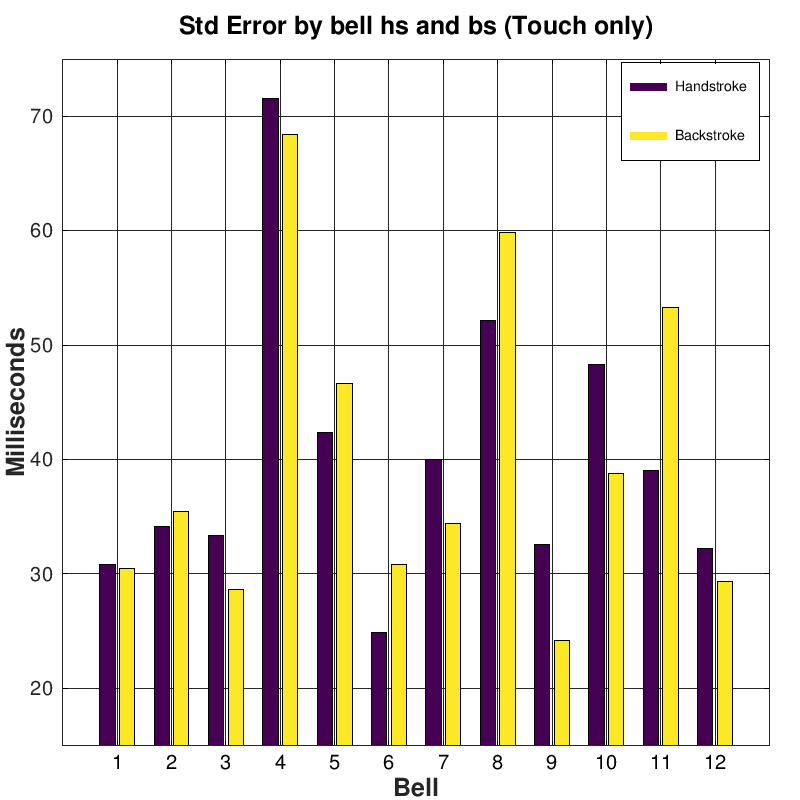 Std Error by bell hs and bs (Touch only)
Handstroke
Backstroke
70
60
50
40
30
20
Milliseconds
1 2 3 4 5 6 7 8 9 10 11 12
Bell